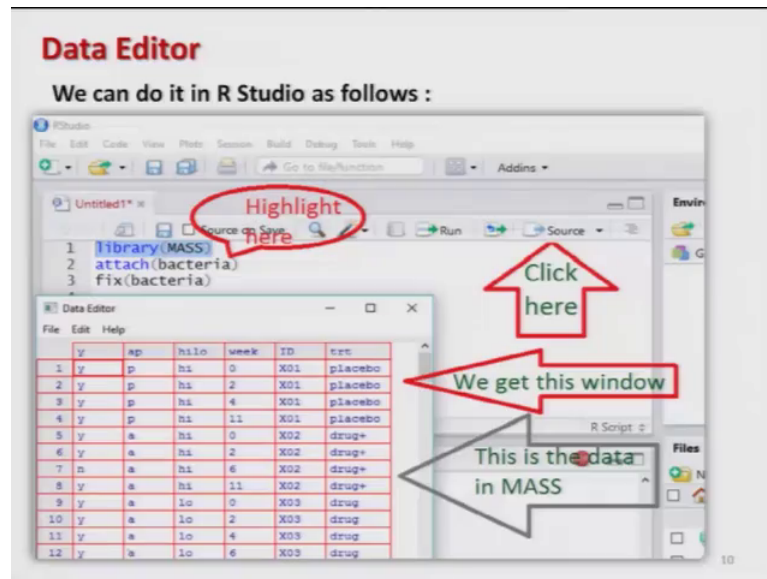 Data Editor
We can do it in R Studio as follows :
RStudio
File Edit Code View Plots Session Build Debug Tools Help
Go to file/function Addins
Untitled1* Envir
Source on Save Run Source
Highlight
here
1 library(MASS)
2 attach(bacteria)
3 fix(bacteria)
Click
here
G
Data Editor
File Edit Help
y ap hilo week ID trt
1 y p hi 0 X01 placebo
2 y p hi 2 X01 placebo
3 y p hi 4 X01 placebo
4 y p hi 11 X01 placebo
5 y a hi 0 X02 drug+
6 y a hi 2 X02 drug+
7 n a hi 6 X02 drug+
8 y a hi 11 X02 drug+
9 y a lo 0 X03 drug
10 y a lo 2 X03 drug
11 y a lo 4 X03 drug
12 y a lo 6 X03 drug
We get this window
R Script
This is the data
in MASS
Files
N
10